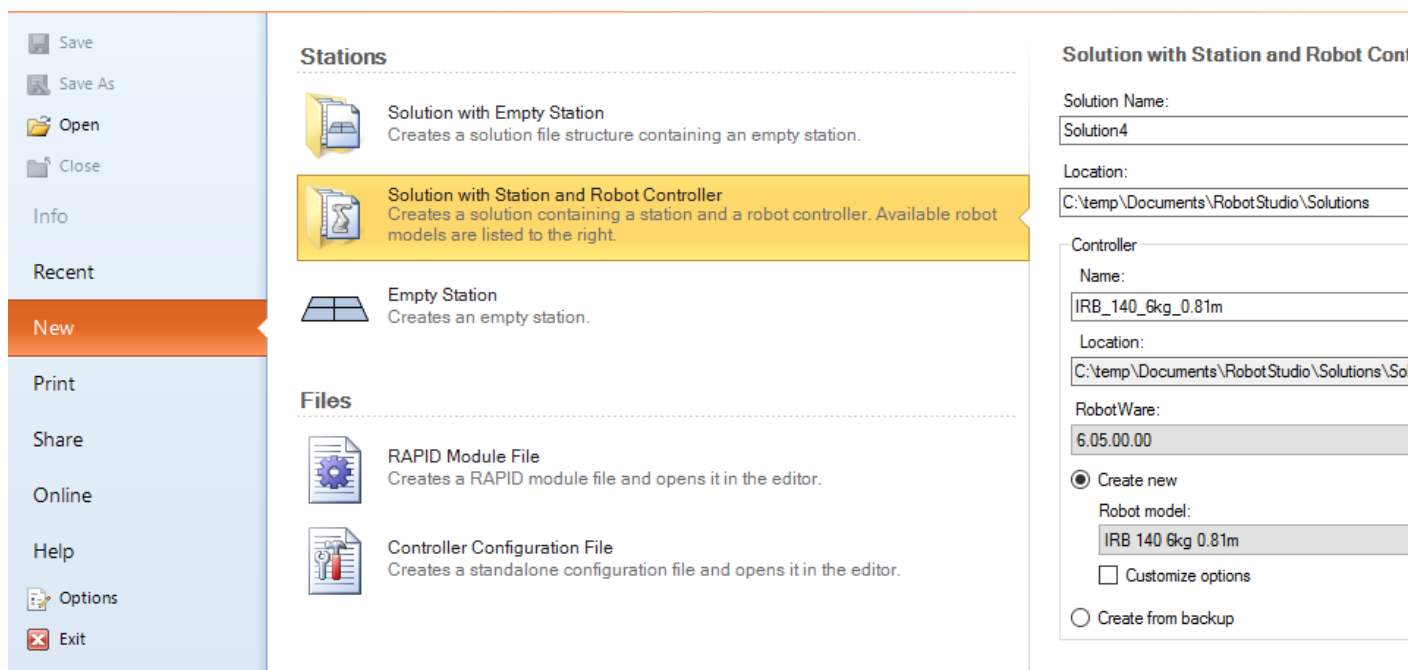 Save
Save As
Open
Close
Info
Recent
New
Print
Share
Online
Help
Options
Exit
Stations
Solution with Empty Station
Creates a solution file structure containing an empty station.
Solution with Station and Robot Controller
Creates a solution containing a station and a robot controller. Available robot
models are listed to the right.
Empty Station
Creates an empty station.
Files
RAPID Module File
Creates a RAPID module file and opens it in the editor.
Controller Configuration File
Creates a standalone configuration file and opens it in the editor.
Solution with Station and Robot Cont
Solution Name:
Solution4
Location:
C:\temp\Documents\RobotStudio\Solutions
Controller
Name:
IRB_140_6kg_0.81m
Location:
C:\temp\Documents\RobotStudio\Solutions\Sol
RobotWare:
6.05.00.00
Create new
Robot model:
IRB 140 6kg 0.81m
Customize options
Create from backup